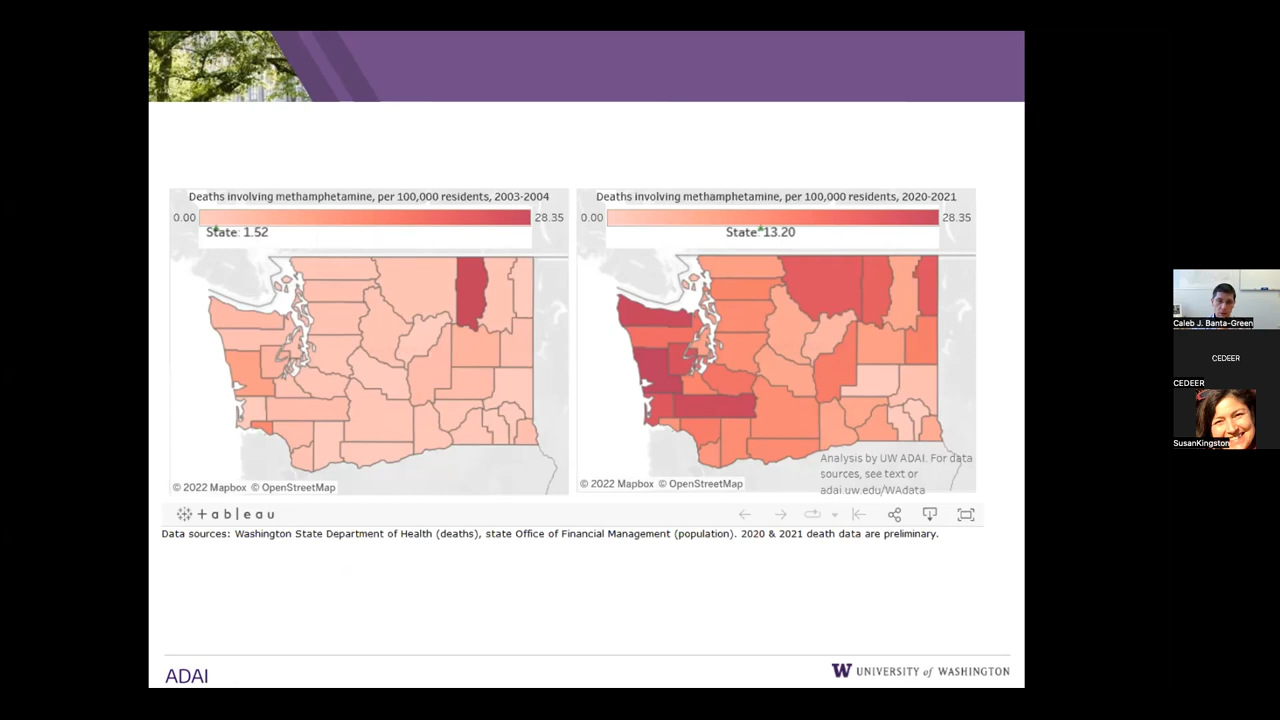 Deaths involving methamphetamine, per 100,000 residents, 2003-2004
0.00
28.35
State: 1.52
© 2022 Mapbox © OpenStreetMap
Deaths involving methamphetamine, per 100,000 residents, 2020-2021
0.00
28.35
State: 13.20
Analysis by UW ADAI. For data
sources, see text or
adai.uw.edu/WAdata
© 2022 Mapbox © OpenStreetMap
+ a b | e a u
Data sources: Washington State Department of Health (deaths), state Office of Financial Management (population). 2020 & 2021 death data are preliminary.
ADAI
W UNIVERSITY of WASHINGTON
Caleb J. Banta-Green
CEDEER
CEDEER
SusanKingston